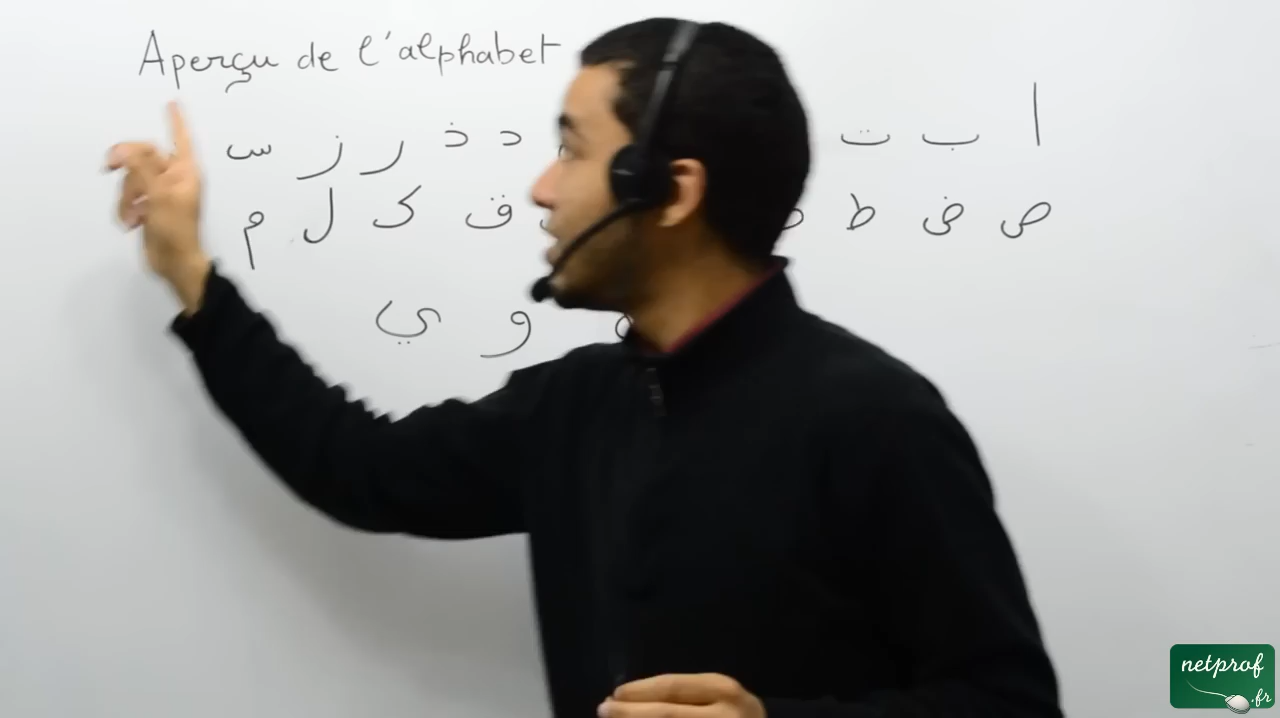 Aperçu de l'alphabet
ا ب ت د ذ ر ز س
ص ض ط ق ك ل م
و ي
netprof
.fr